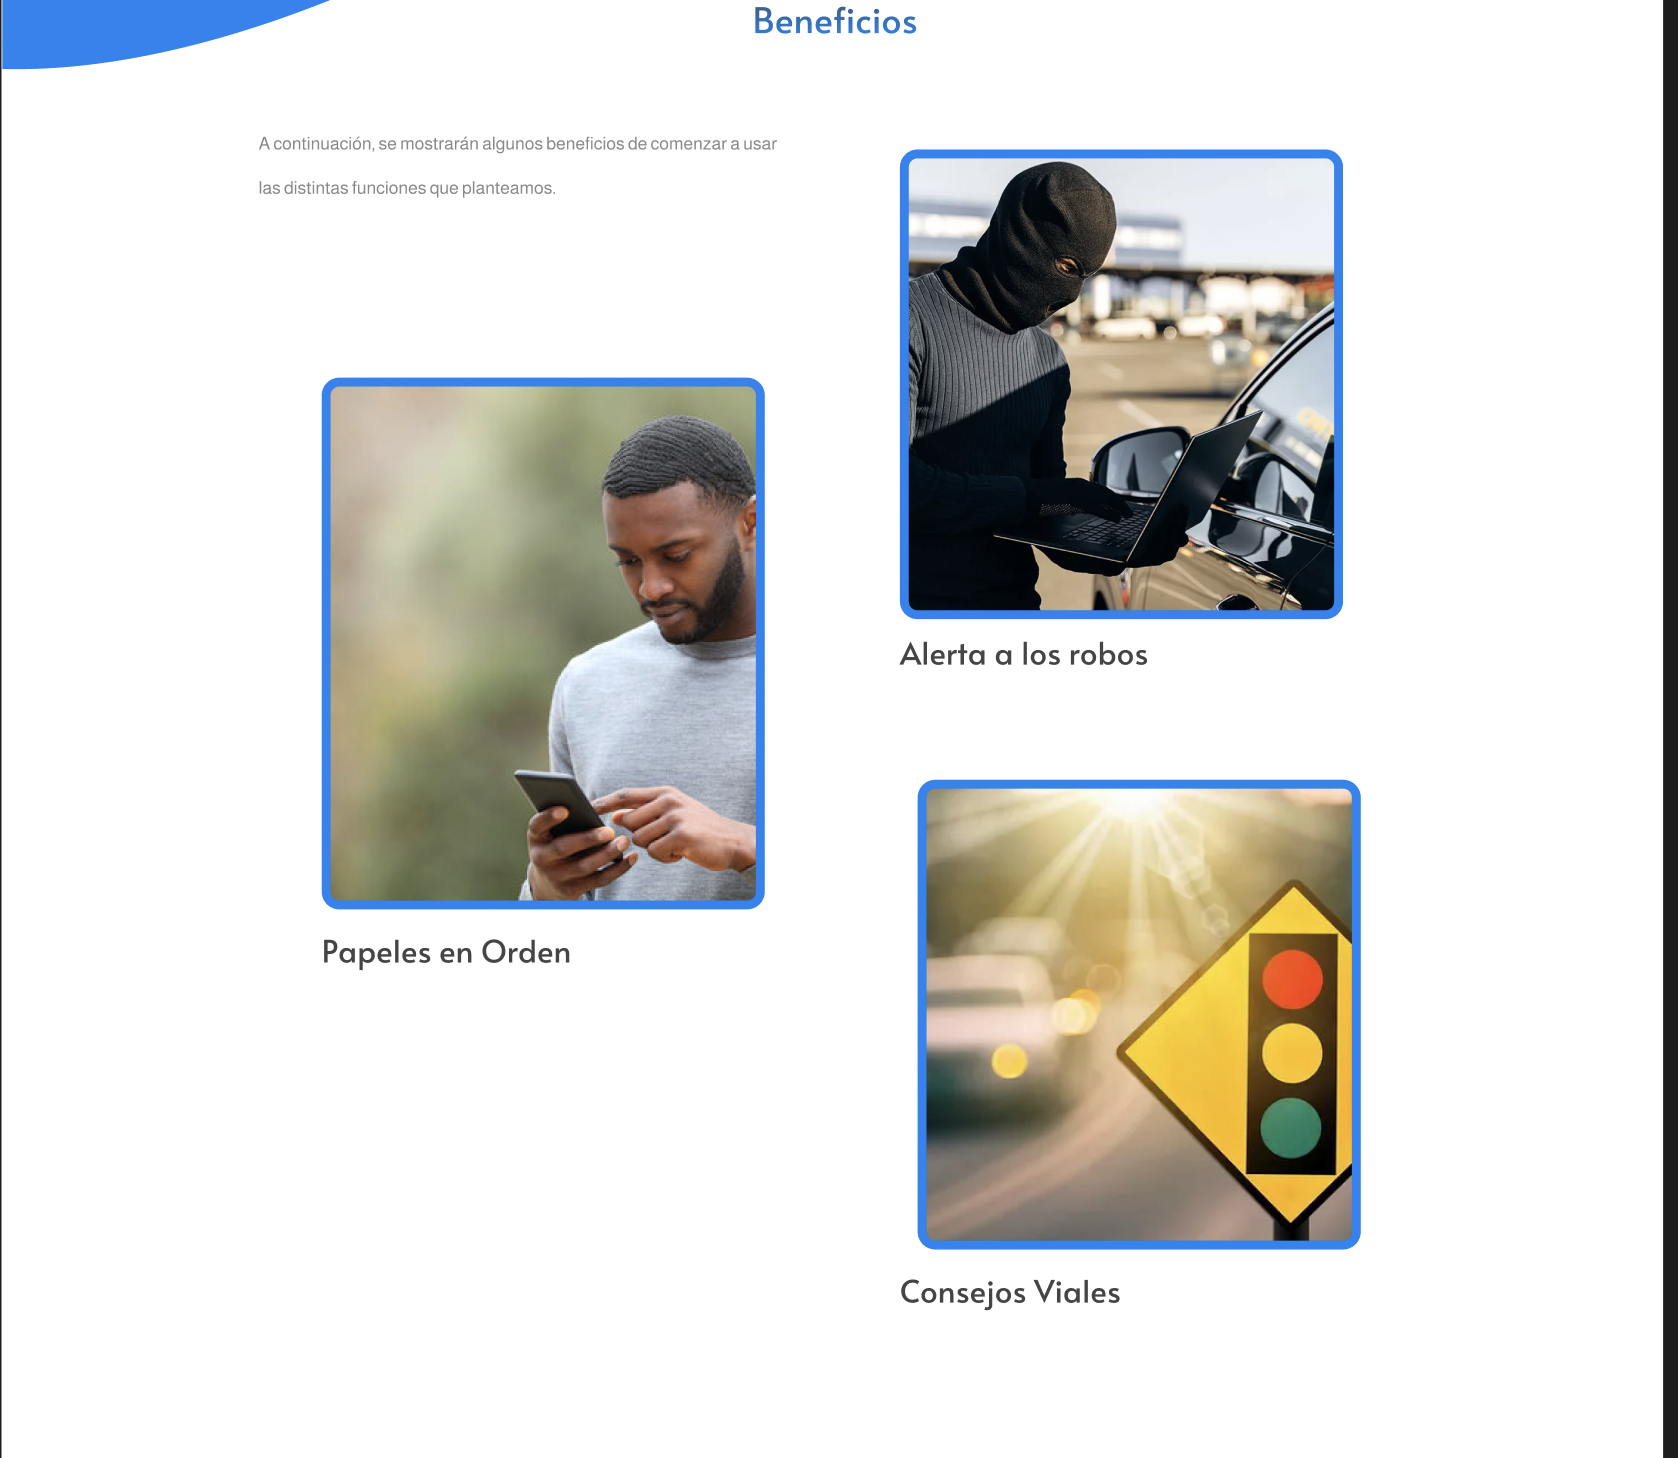 Beneficios
A continuación, se mostrarán algunos beneficios de comenzar a usar
las distintas funciones que planteamos.
Alerta a los robos
Papeles en Orden
Consejos Viales